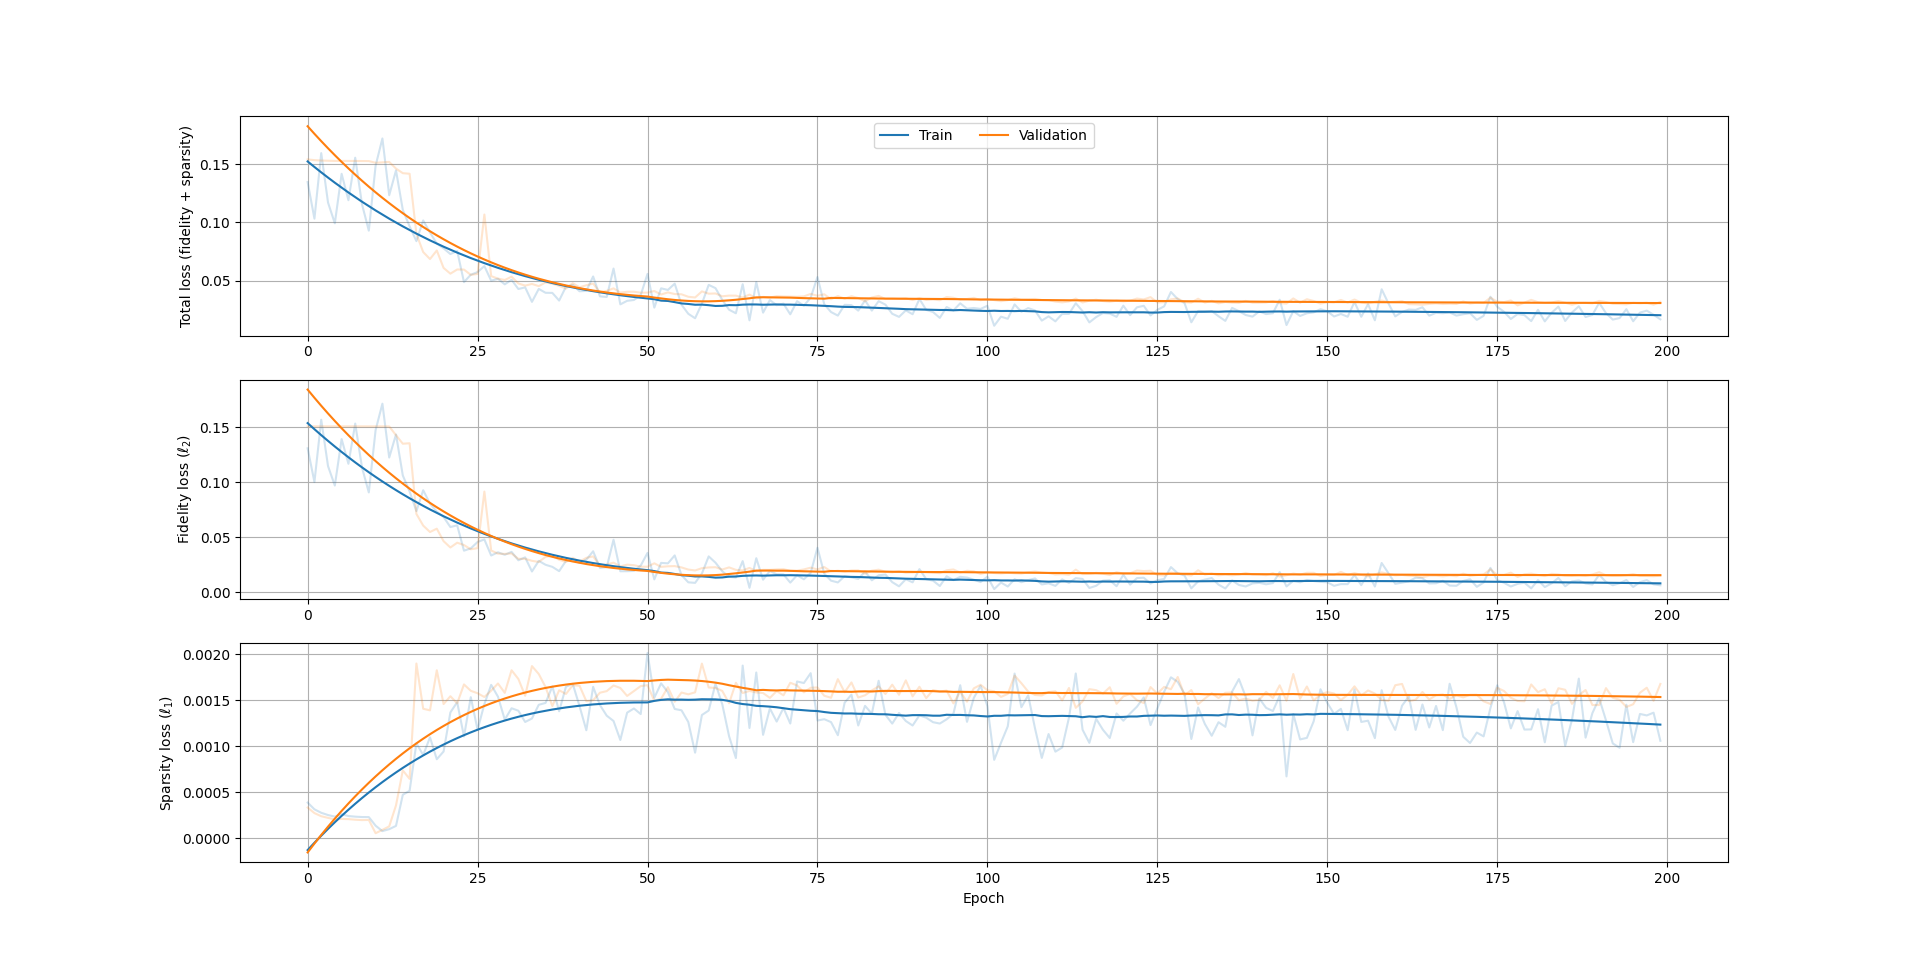 Total loss (fidelity + sparsity)
Train Validation
0.15
0.10
0.05
0 25 50 75 100 125 150 175 200
Fidelity loss (ℓ₂)
0.15
0.10
0.05
0.00
0 25 50 75 100 125 150 175 200
Sparsity loss (ℓ₁)
0.0020
0.0015
0.0010
0.0005
0.0000
0 25 50 75 100 125 150 175 200
Epoch